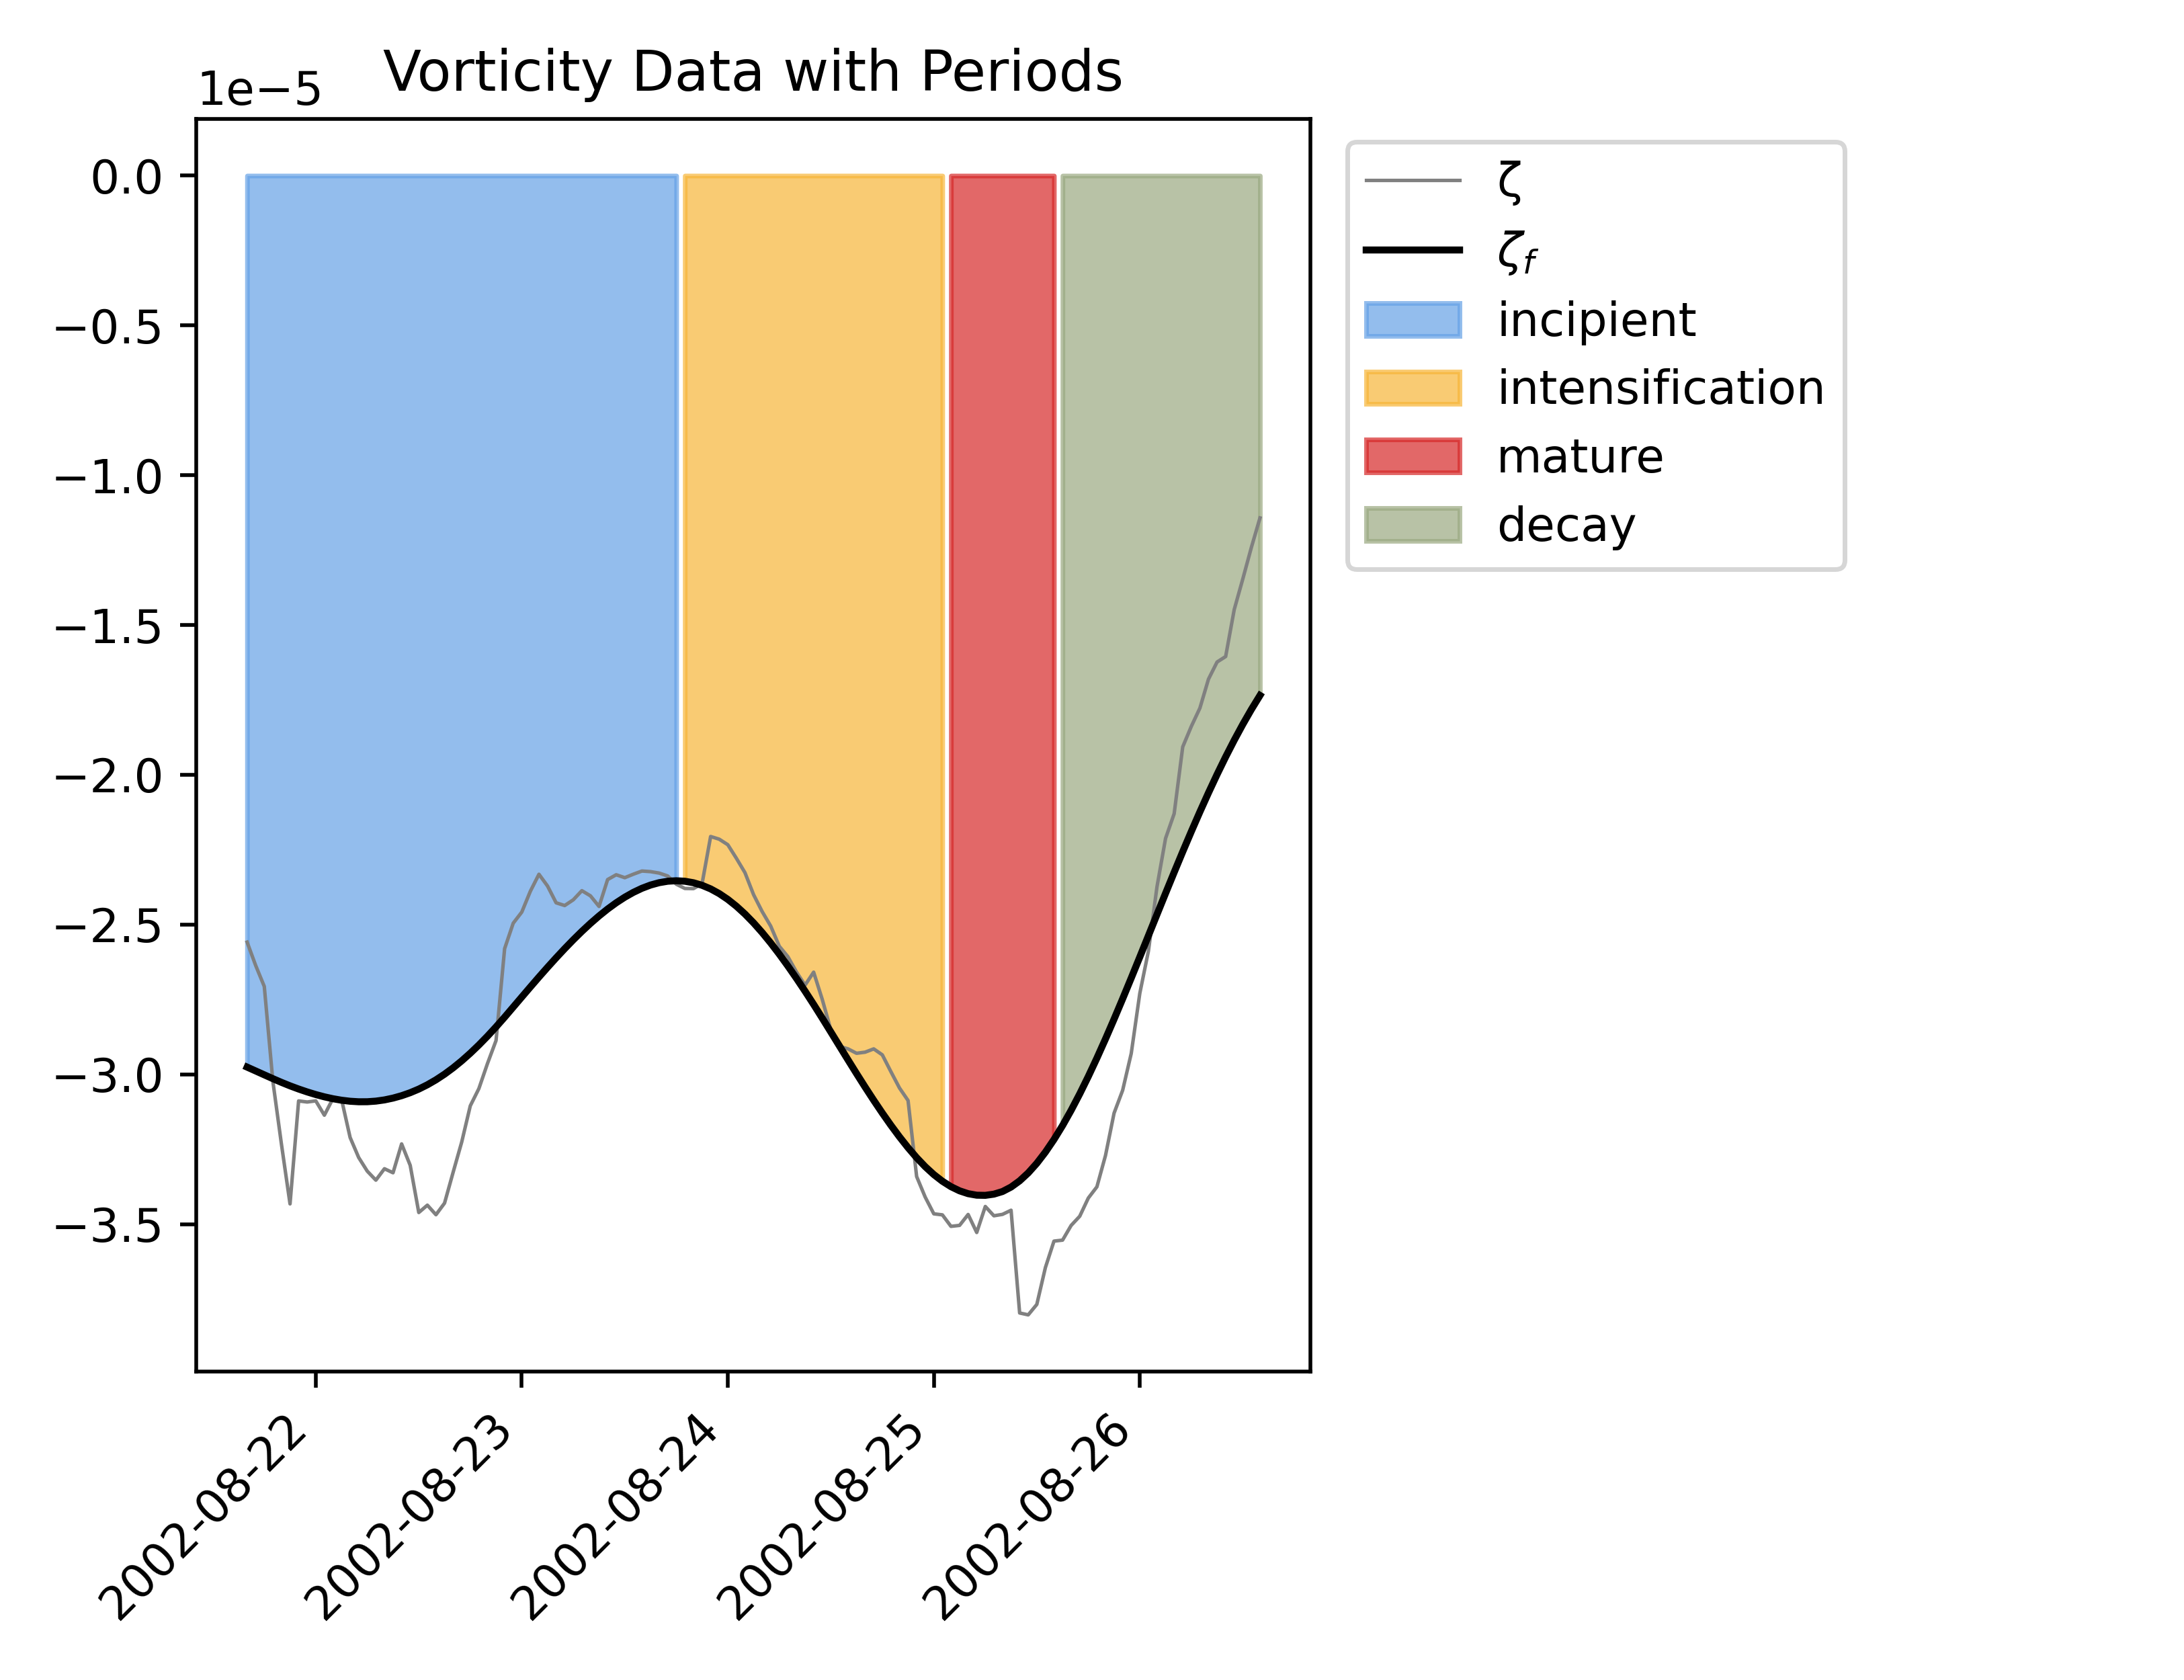 Vorticity Data with Periods
1e−5
0.0
−0.5
−1.0
−1.5
−2.0
−2.5
−3.0
−3.5
2002-08-22
2002-08-23
2002-08-24
2002-08-25
2002-08-26
ζ
ζf
incipient
intensification
mature
decay